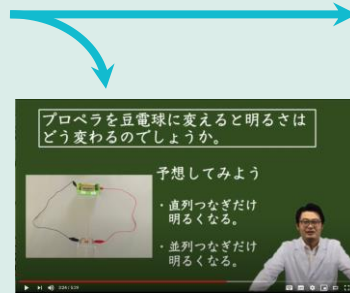 プロペラを豆電球に変えると明るさは
どう変わるのでしょうか。
予想してみよう
・直列つなぎだけ
明るくなる。
・並列つなぎだけ
明るくなる。